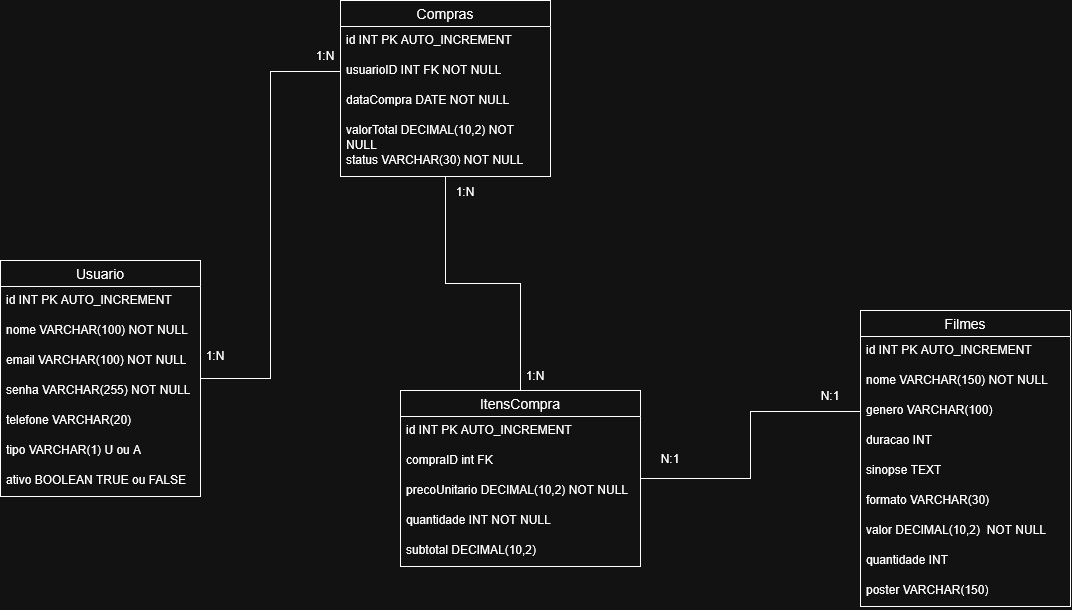 Compras
id INT PK AUTO_INCREMENT
usuarioID INT FK NOT NULL
dataCompra DATE NOT NULL
valorTotal DECIMAL(10,2) NOT
NULL
status VARCHAR(30) NOT NULL
1:N
1:N
Usuario
id INT PK AUTO_INCREMENT
nome VARCHAR(100) NOT NULL
email VARCHAR(100) NOT NULL
senha VARCHAR(255) NOT NULL
telefone VARCHAR(20)
tipo VARCHAR(1) U ou A
ativo BOOLEAN TRUE ou FALSE
1:N
1:N
ItensCompra
id INT PK AUTO_INCREMENT
compraID int FK
precoUnitario DECIMAL(10,2) NOT NULL
quantidade INT NOT NULL
subtotal DECIMAL(10,2)
N:1
N:1
Filmes
id INT PK AUTO_INCREMENT
nome VARCHAR(150) NOT NULL
genero VARCHAR(100)
duracao INT
sinopse TEXT
formato VARCHAR(30)
valor DECIMAL(10,2)  NOT NULL
quantidade INT
poster VARCHAR(150)